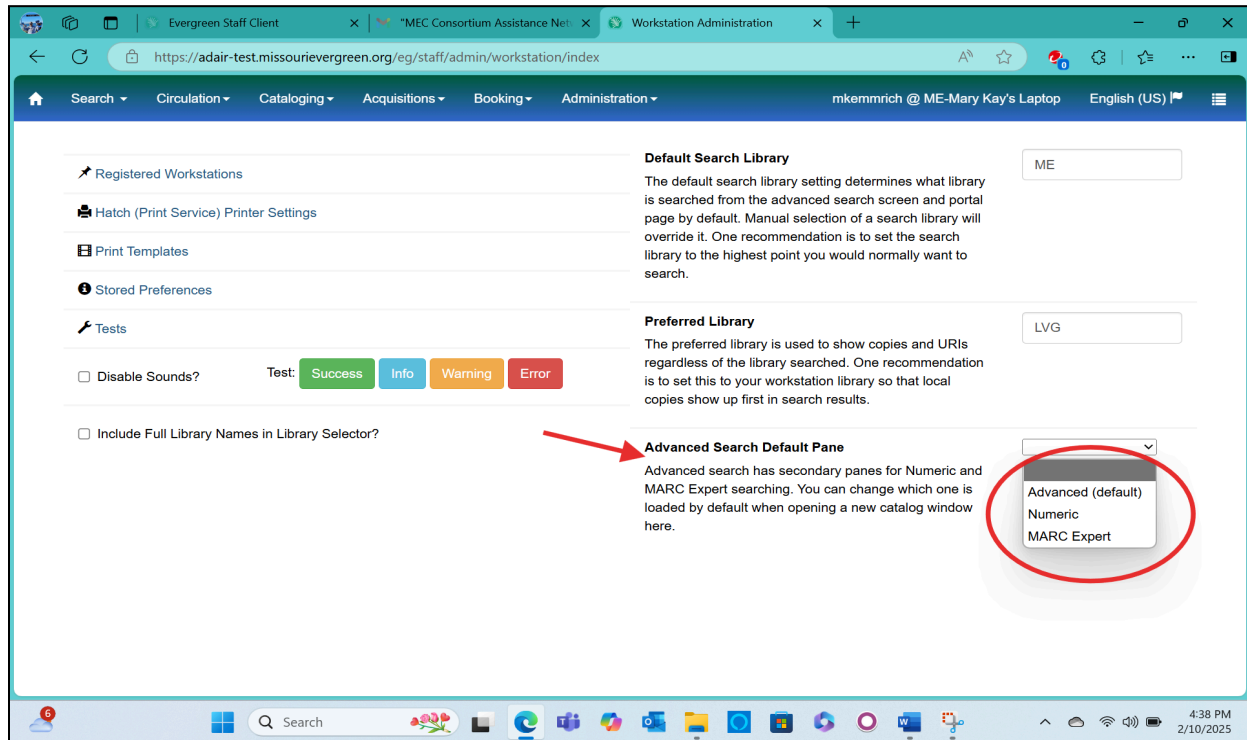 Evergreen Staff Client
"MEC Consortium Assistance Net
Workstation Administration
https://adair-test.missourievergreen.org/eg/staff/admin/workstation/index
Search Circulation Cataloging Acquisitions Booking Administration mkemmrich @ ME-Mary Kay's Laptop English (US)
Registered Workstations
Hatch (Print Service) Printer Settings
Print Templates
Stored Preferences
Tests
Disable Sounds? Test: Success Info Warning Error
Include Full Library Names in Library Selector?
Default Search Library
ME
The default search library setting determines what library
is searched from the advanced search screen and portal
page by default. Manual selection of a search library will
override it. One recommendation is to set the search
library to the highest point you would normally want to
search.
Preferred Library
LVG
The preferred library is used to show copies and URIs
regardless of the library searched. One recommendation
is to set this to your workstation library so that local
copies show up first in search results.
Advanced Search Default Pane
Advanced search has secondary panes for Numeric and
MARC Expert searching. You can change which one is
loaded by default when opening a new catalog window
here.
Advanced (default)
Numeric
MARC Expert
6
Search
4:38 PM
2/10/2025